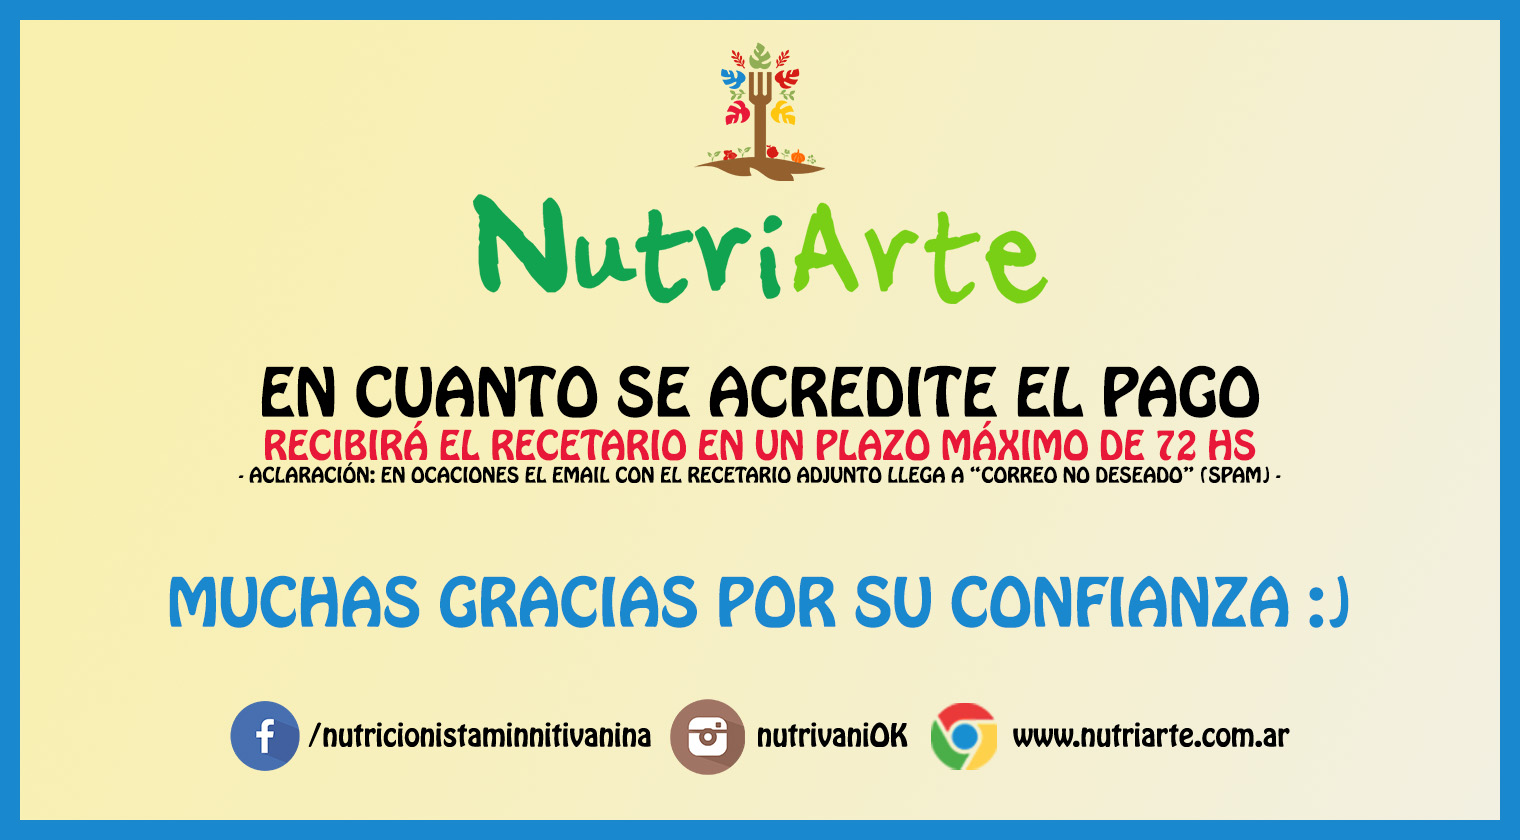 NutriArte
EN CUANTO SE ACREDITE EL PAGO
RECIBIRÁ EL RECETARIO EN UN PLAZO MÁXIMO DE 72 HS
- ACLARACIÓN: EN OCACIONES EL EMAIL CON EL RECETARIO ADJUNTO LLEGA A “CORREO NO DESEADO” (SPAM) -
MUCHAS GRACIAS POR SU CONFIANZA :)
/nutricionistaminnitivanina nutrivaniOK www.nutriarte.com.ar